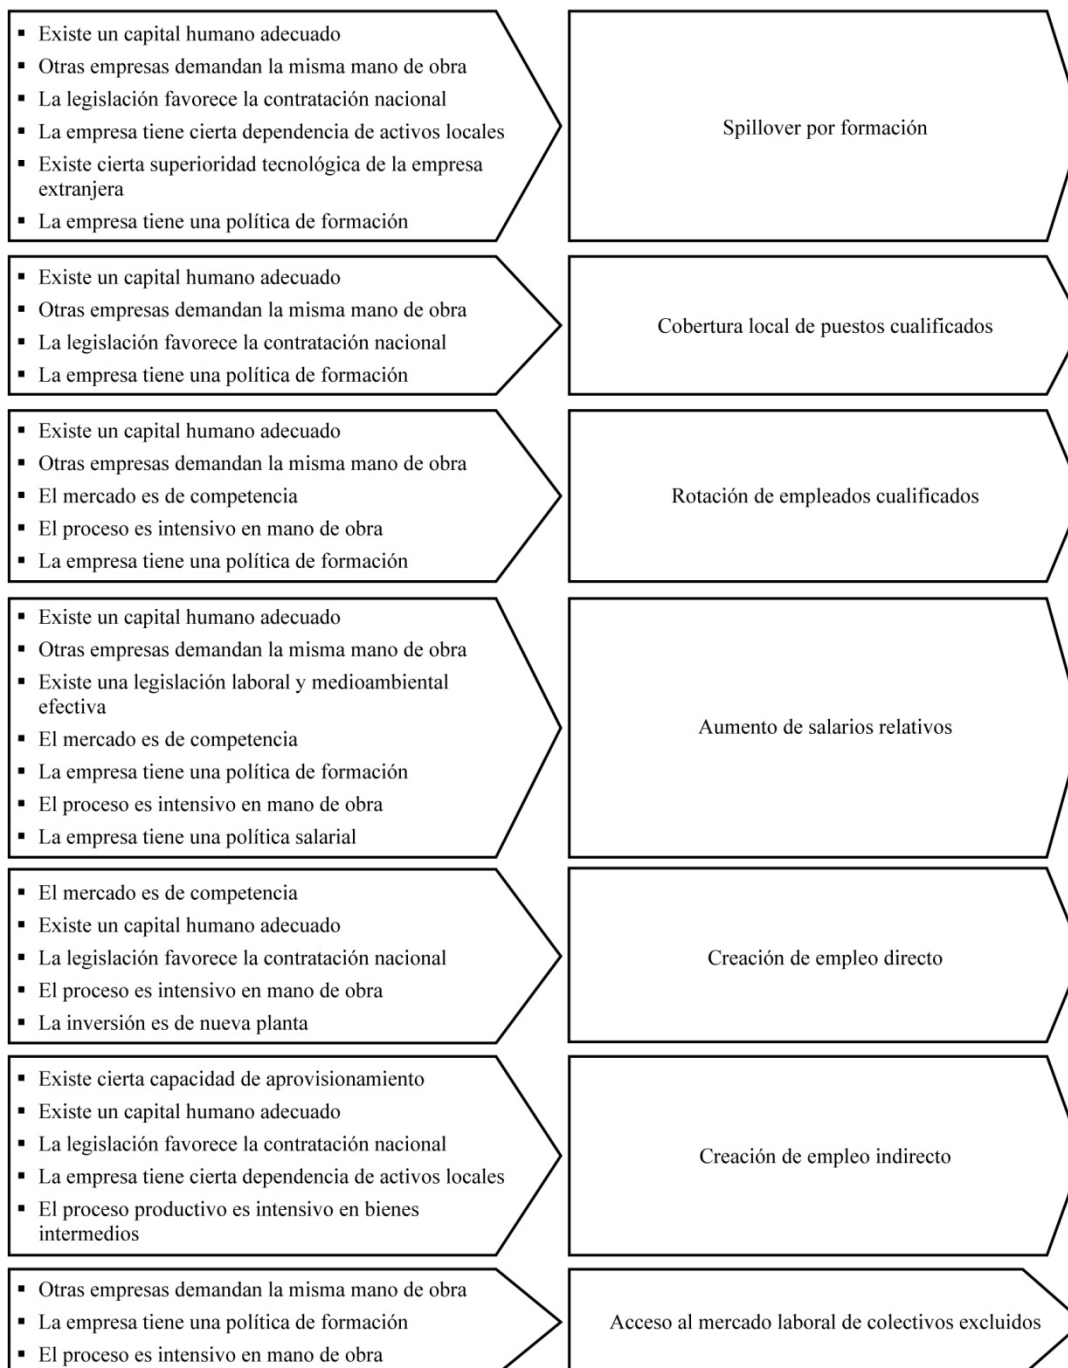 ▪ Existe un capital humano adecuado
▪ Otras empresas demandan la misma mano de obra
▪ La legislación favorece la contratación nacional
▪ La empresa tiene cierta dependencia de activos locales
▪ Existe cierta superioridad tecnológica de la empresa
extranjera
▪ La empresa tiene una política de formación
Spillover por formación
▪ Existe un capital humano adecuado
▪ Otras empresas demandan la misma mano de obra
▪ La legislación favorece la contratación nacional
▪ La empresa tiene una política de formación
Cobertura local de puestos cualificados
▪ Existe un capital humano adecuado
▪ Otras empresas demandan la misma mano de obra
▪ El mercado es de competencia
▪ El proceso es intensivo en mano de obra
▪ La empresa tiene una política de formación
Rotación de empleados cualificados
▪ Existe un capital humano adecuado
▪ Otras empresas demandan la misma mano de obra
▪ Existe una legislación laboral y medioambiental
efectiva
▪ El mercado es de competencia
▪ La empresa tiene una política de formación
▪ El proceso es intensivo en mano de obra
▪ La empresa tiene una política salarial
Aumento de salarios relativos
▪ El mercado es de competencia
▪ Existe un capital humano adecuado
▪ La legislación favorece la contratación nacional
▪ El proceso es intensivo en mano de obra
▪ La inversión es de nueva planta
Creación de empleo directo
▪ Existe cierta capacidad de aprovisionamiento
▪ Existe un capital humano adecuado
▪ La legislación favorece la contratación nacional
▪ La empresa tiene cierta dependencia de activos locales
▪ El proceso productivo es intensivo en bienes
intermedios
Creación de empleo indirecto
▪ Otras empresas demandan la misma mano de obra
▪ La empresa tiene una política de formación
▪ El proceso es intensivo en mano de obra
Acceso al mercado laboral de colectivos excluidos